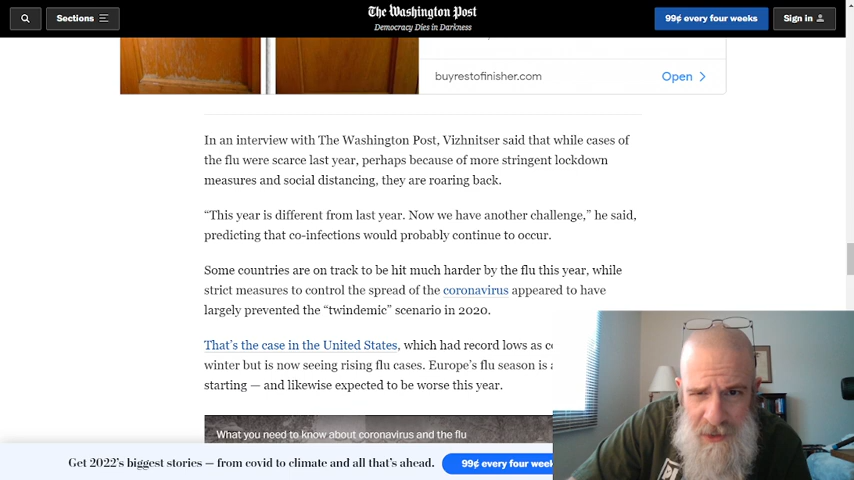 Sections
The Washington Post
Democracy Dies in Darkness
99¢ every four weeks
Sign in
buyrestofinisher.com
Open
In an interview with The Washington Post, Vizhnitser said that while cases of
the flu were scarce last year, perhaps because of more stringent lockdown
measures and social distancing, they are roaring back.
“This year is different from last year. Now we have another challenge,” he said,
predicting that co-infections would probably continue to occur.
Some countries are on track to be hit much harder by the flu this year, while
strict measures to control the spread of the coronavirus appeared to have
largely prevented the “twindemic” scenario in 2020.
That’s the case in the United States, which had record lows as
winter but is now seeing rising flu cases. Europe’s flu season is
starting — and likewise expected to be worse this year.
What you need to know about coronavirus and the flu
Get 2022’s biggest stories — from covid to climate and all that’s ahead.
99¢ every four